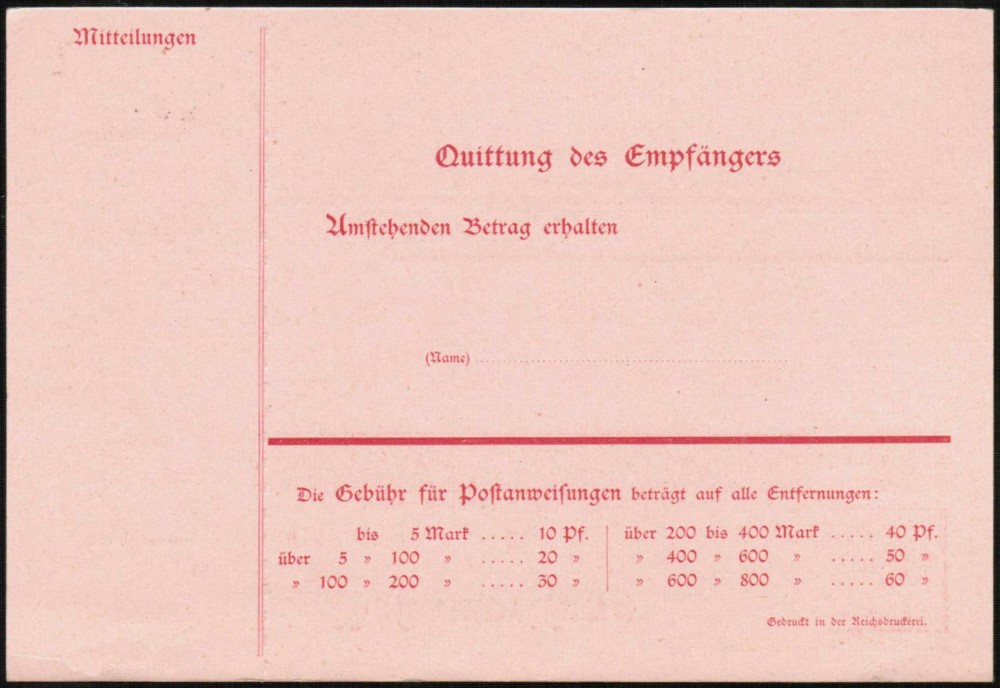 Mitteilungen
Quittung des Empfängers
Umstehenden Betrag erhalten
(Name) ................................................
Die Gebühr für Postanweisungen beträgt auf alle Entfernungen:
bis 5 Mark ..... 10 Pf.
über 5 » 100 » ..... 20 »
» 100 » 200 » ..... 30 »
über 200 bis 400 Mark ..... 40 Pf.
» 400 » 600 » ..... 50 »
» 600 » 800 » ..... 60 »
Gedruckt in der Reichsdruckerei.